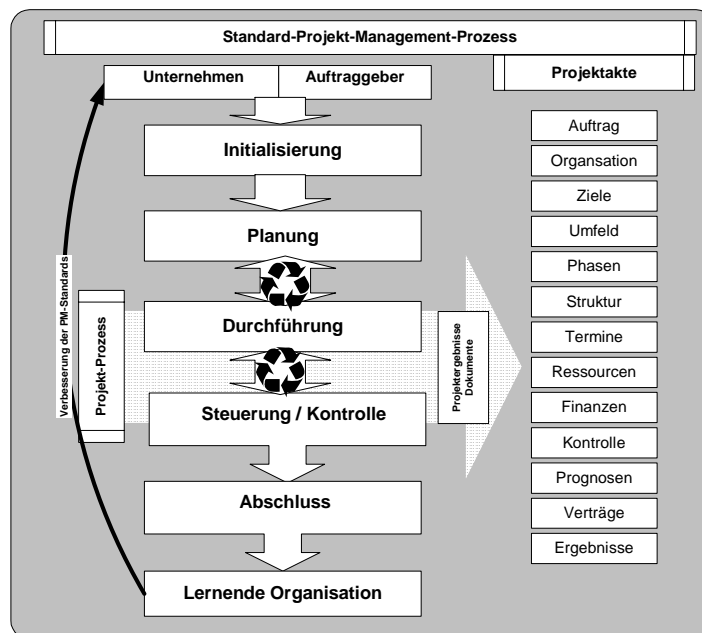 Standard-Projekt-Management-Prozess
Unternehmen
Auftraggeber
Projektakte
Initialisierung
Planung
Durchführung
Steuerung / Kontrolle
Abschluss
Lernende Organisation
Verbesserung der PM-Standards
Projekt-Prozess
Projektergebnisse
Dokumente
Auftrag
Organsation
Ziele
Umfeld
Phasen
Struktur
Termine
Ressourcen
Finanzen
Kontrolle
Prognosen
Verträge
Ergebnisse